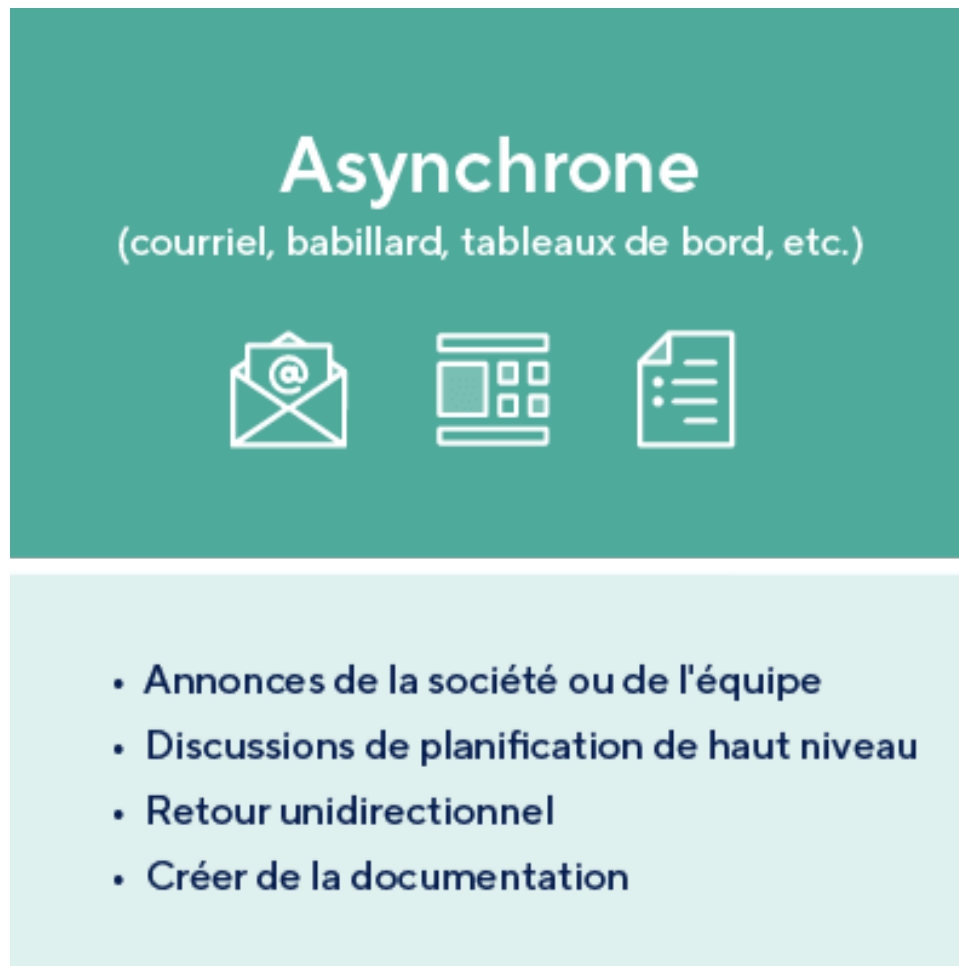 Asynchrone
(courriel, babillard, tableaux de bord, etc.)
@
• Annonces de la société ou de l'équipe
• Discussions de planification de haut niveau
• Retour unidirectionnel
• Créer de la documentation